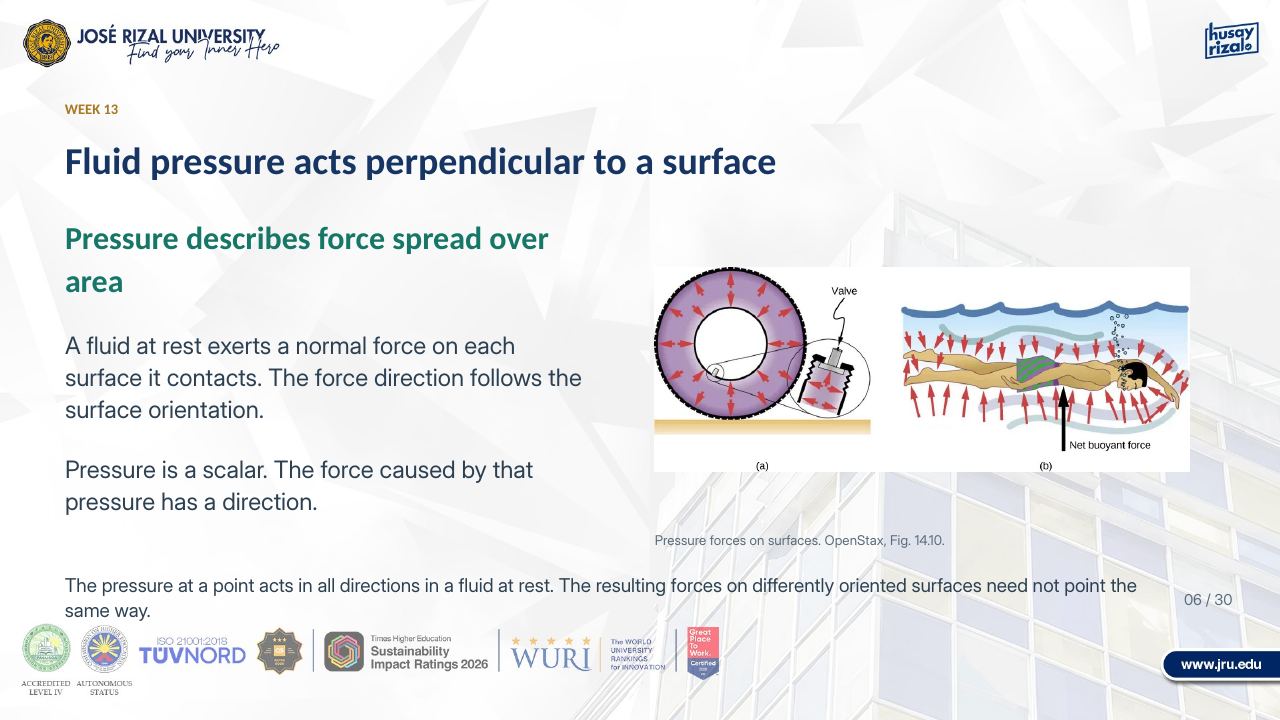 JOSÉ RIZAL UNIVERSITY
Find your Inner Hero
husay
rizal
WEEK 13
Fluid pressure acts perpendicular to a surface
Pressure describes force spread over
area
A fluid at rest exerts a normal force on each
surface it contacts. The force direction follows the
surface orientation.
Pressure is a scalar. The force caused by that
pressure has a direction.
Valve
Net buoyant force
(a)
(b)
Pressure forces on surfaces. OpenStax, Fig. 14.10.
The pressure at a point acts in all directions in a fluid at rest. The resulting forces on differently oriented surfaces need not point the
same way.
06 / 30
ACCREDITED
LEVEL IV
AUTONOMOUS
STATUS
ISO 21001:2018
TÜVNORD
Times Higher Education
Sustainability
Impact Ratings 2026
WURI
The WORLD
UNIVERSITY
RANKINGS
for INNOVATION
Great
Place
To
Work.
Certified
www.jru.edu